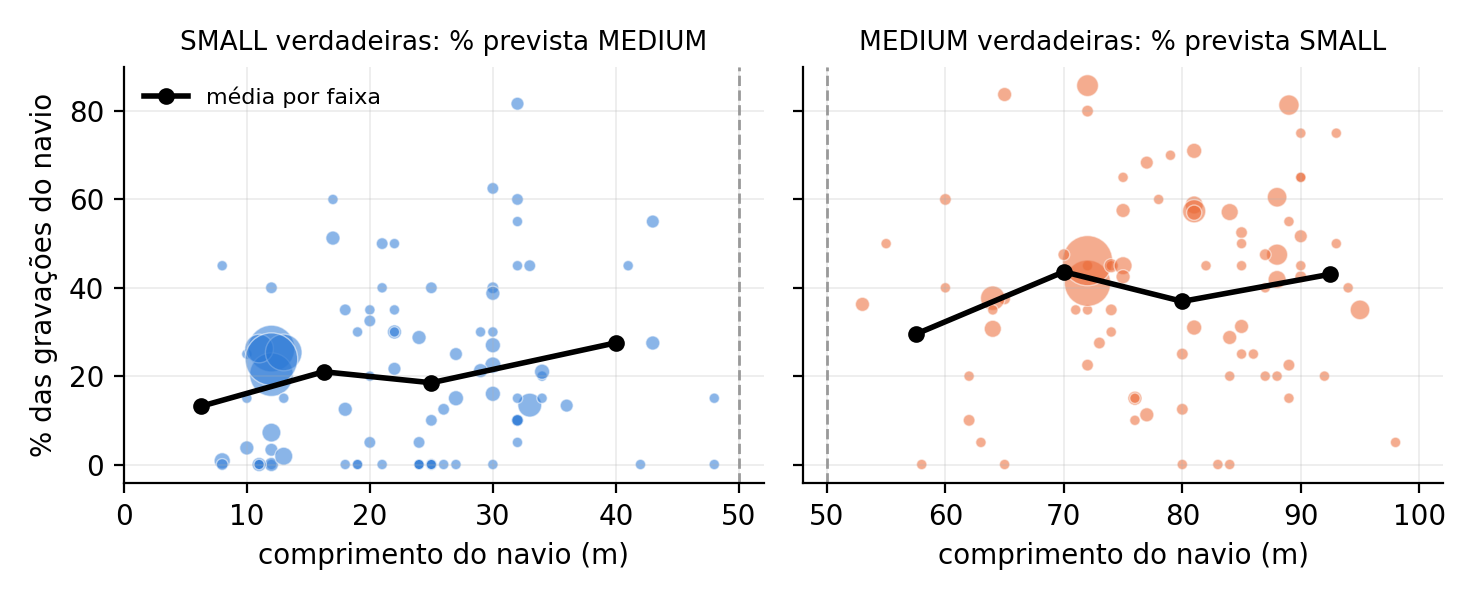 SMALL verdadeiras: % prevista MEDIUM
MEDIUM verdadeiras: % prevista SMALL
média por faixa
% das gravações do navio
80
60
40
20
0
0 10 20 30 40 50
50 60 70 80 90 100
comprimento do navio (m)
comprimento do navio (m)